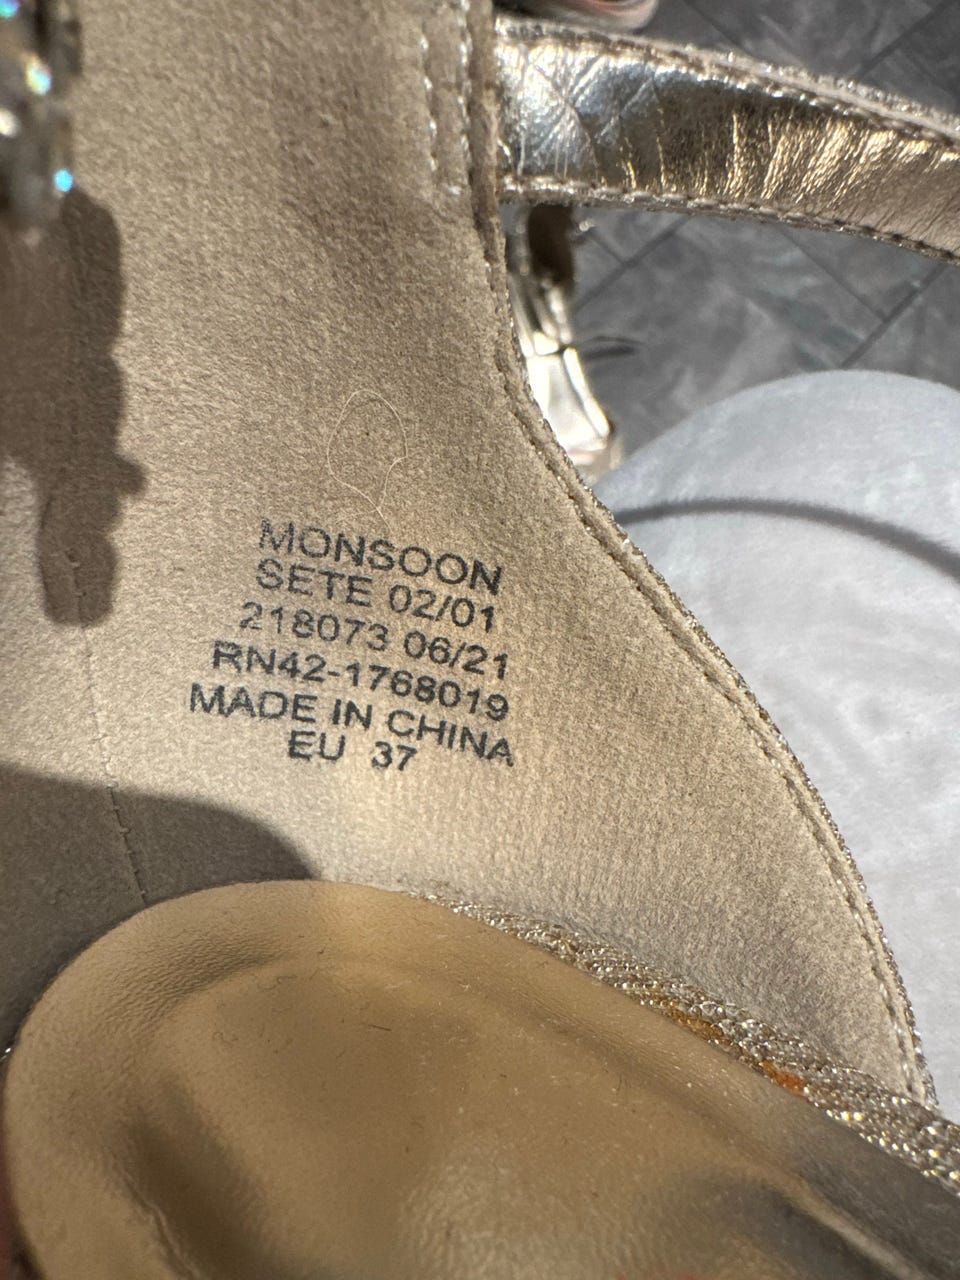 MONSOON
SETE 02/01
218073 06/21
RN42-1768019
MADE IN CHINA
EU 37